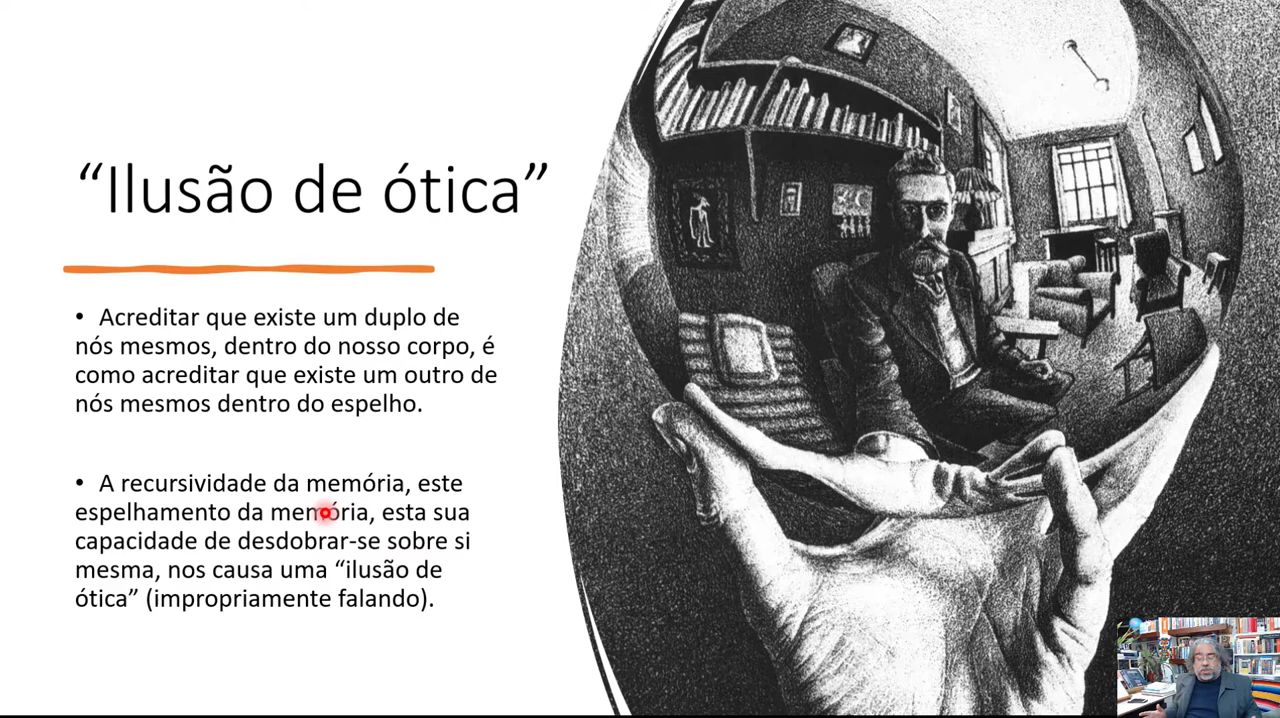 “Ilusão de ótica”
• Acreditar que existe um duplo de
nós mesmos, dentro do nosso corpo, é
como acreditar que existe um outro de
nós mesmos dentro do espelho.
• A recursividade da memória, este
espelhamento da memória, esta sua
capacidade de desdobrar-se sobre si
mesma, nos causa uma “ilusão de
ótica” (impropriamente falando).